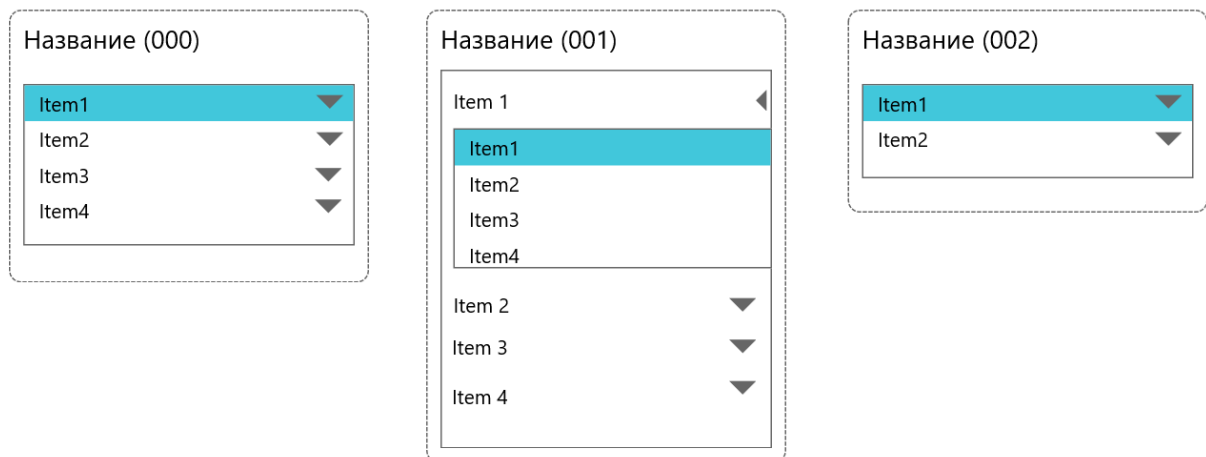 Название (000)
Item1
Item2
Item3
Item4
Название (001)
Item 1
Item1
Item2
Item3
Item4
Item 2
Item 3
Item 4
Название (002)
Item1
Item2